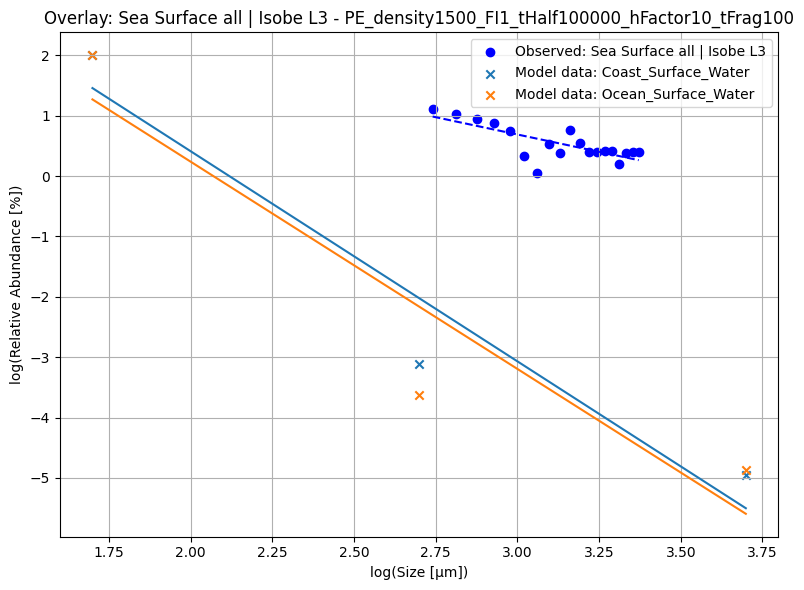 Overlay: Sea Surface all | Isobe L3 - PE_density1500_FI1_tHalf100000_hFactor10_tFrag100
Observed: Sea Surface all | Isobe L3
Model data: Coast_Surface_Water
Model data: Ocean_Surface_Water
log(Relative Abundance [%])
2
1
0
−1
−2
−3
−4
−5
1.75 2.00 2.25 2.50 2.75 3.00 3.25 3.50 3.75
log(Size [µm])